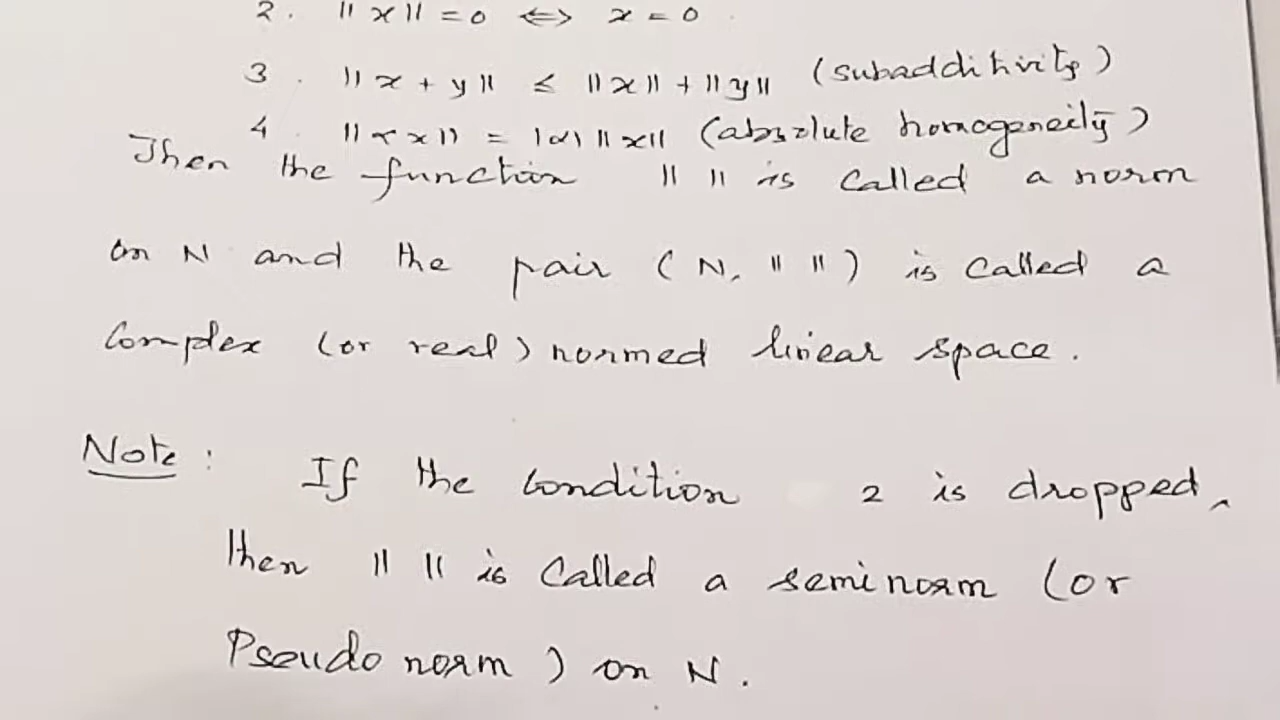 2. ||x|| = 0 ⟺ x = 0.
3. ||x + y|| ≤ ||x|| + ||y|| (subadditivity)
4. ||αx|| = |α| ||x|| (absolute homogeneity)
Then the function || || is called a norm
on N and the pair (N, || ||) is called a
Complex (or real) normed linear space.
Note: If the condition 2 is dropped,
then || || is called a seminorm (or
Pseudo norm) on N.